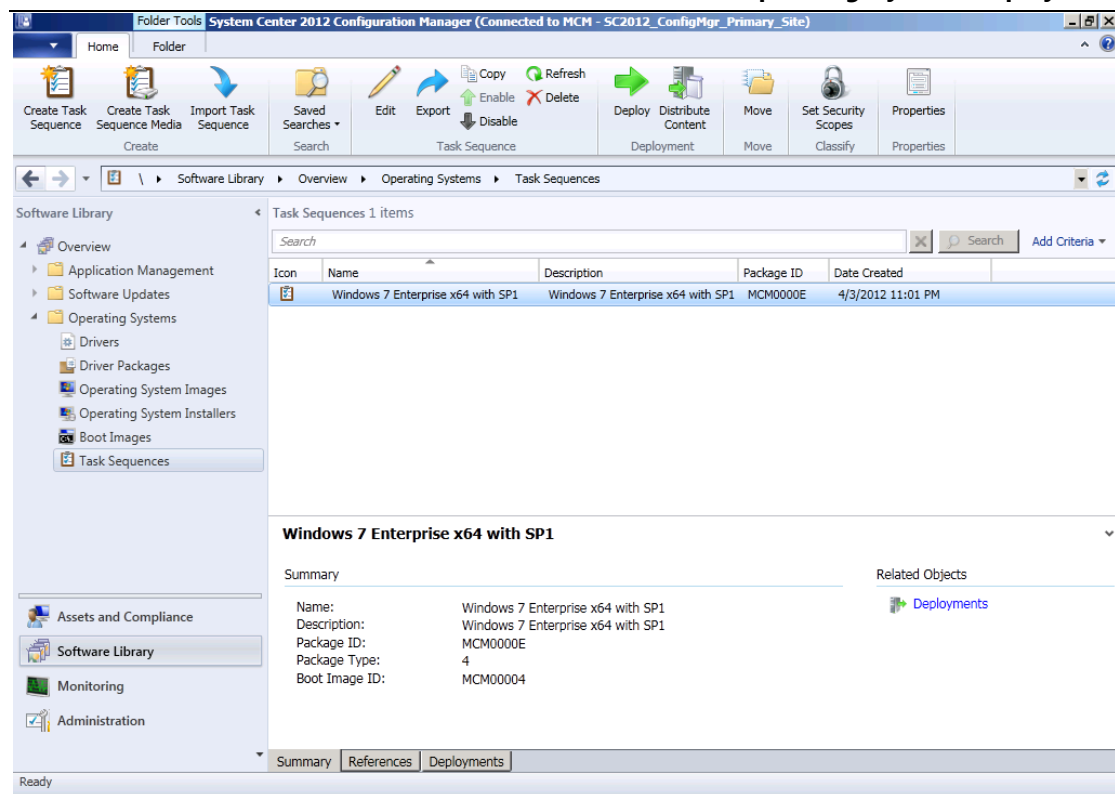 Folder Tools System Center 2012 Configuration Manager (Connected to MCM - SC2012_ConfigMgr_Primary_Site)
Home Folder
Create Task Sequence Create Task Sequence Media Import Task Sequence
Create
Saved Searches
Search
Edit Export Copy Refresh
Enable Delete
Disable
Task Sequence
Deploy Distribute Content
Deployment
Move
Move
Set Security Scopes
Classify
Properties
Properties
\ Software Library Overview Operating Systems Task Sequences
Software Library
Overview
Application Management
Software Updates
Operating Systems
Drivers
Driver Packages
Operating System Images
Operating System Installers
Boot Images
Task Sequences
Assets and Compliance
Software Library
Monitoring
Administration
Task Sequences 1 items
Search Search Add Criteria
Icon Name Description Package ID Date Created
Windows 7 Enterprise x64 with SP1 Windows 7 Enterprise x64 with SP1 MCM0000E 4/3/2012 11:01 PM
Windows 7 Enterprise x64 with SP1
Summary
Name: Windows 7 Enterprise x64 with SP1
Description: Windows 7 Enterprise x64 with SP1
Package ID: MCM0000E
Package Type: 4
Boot Image ID: MCM00004
Related Objects
Deployments
Summary References Deployments
Ready